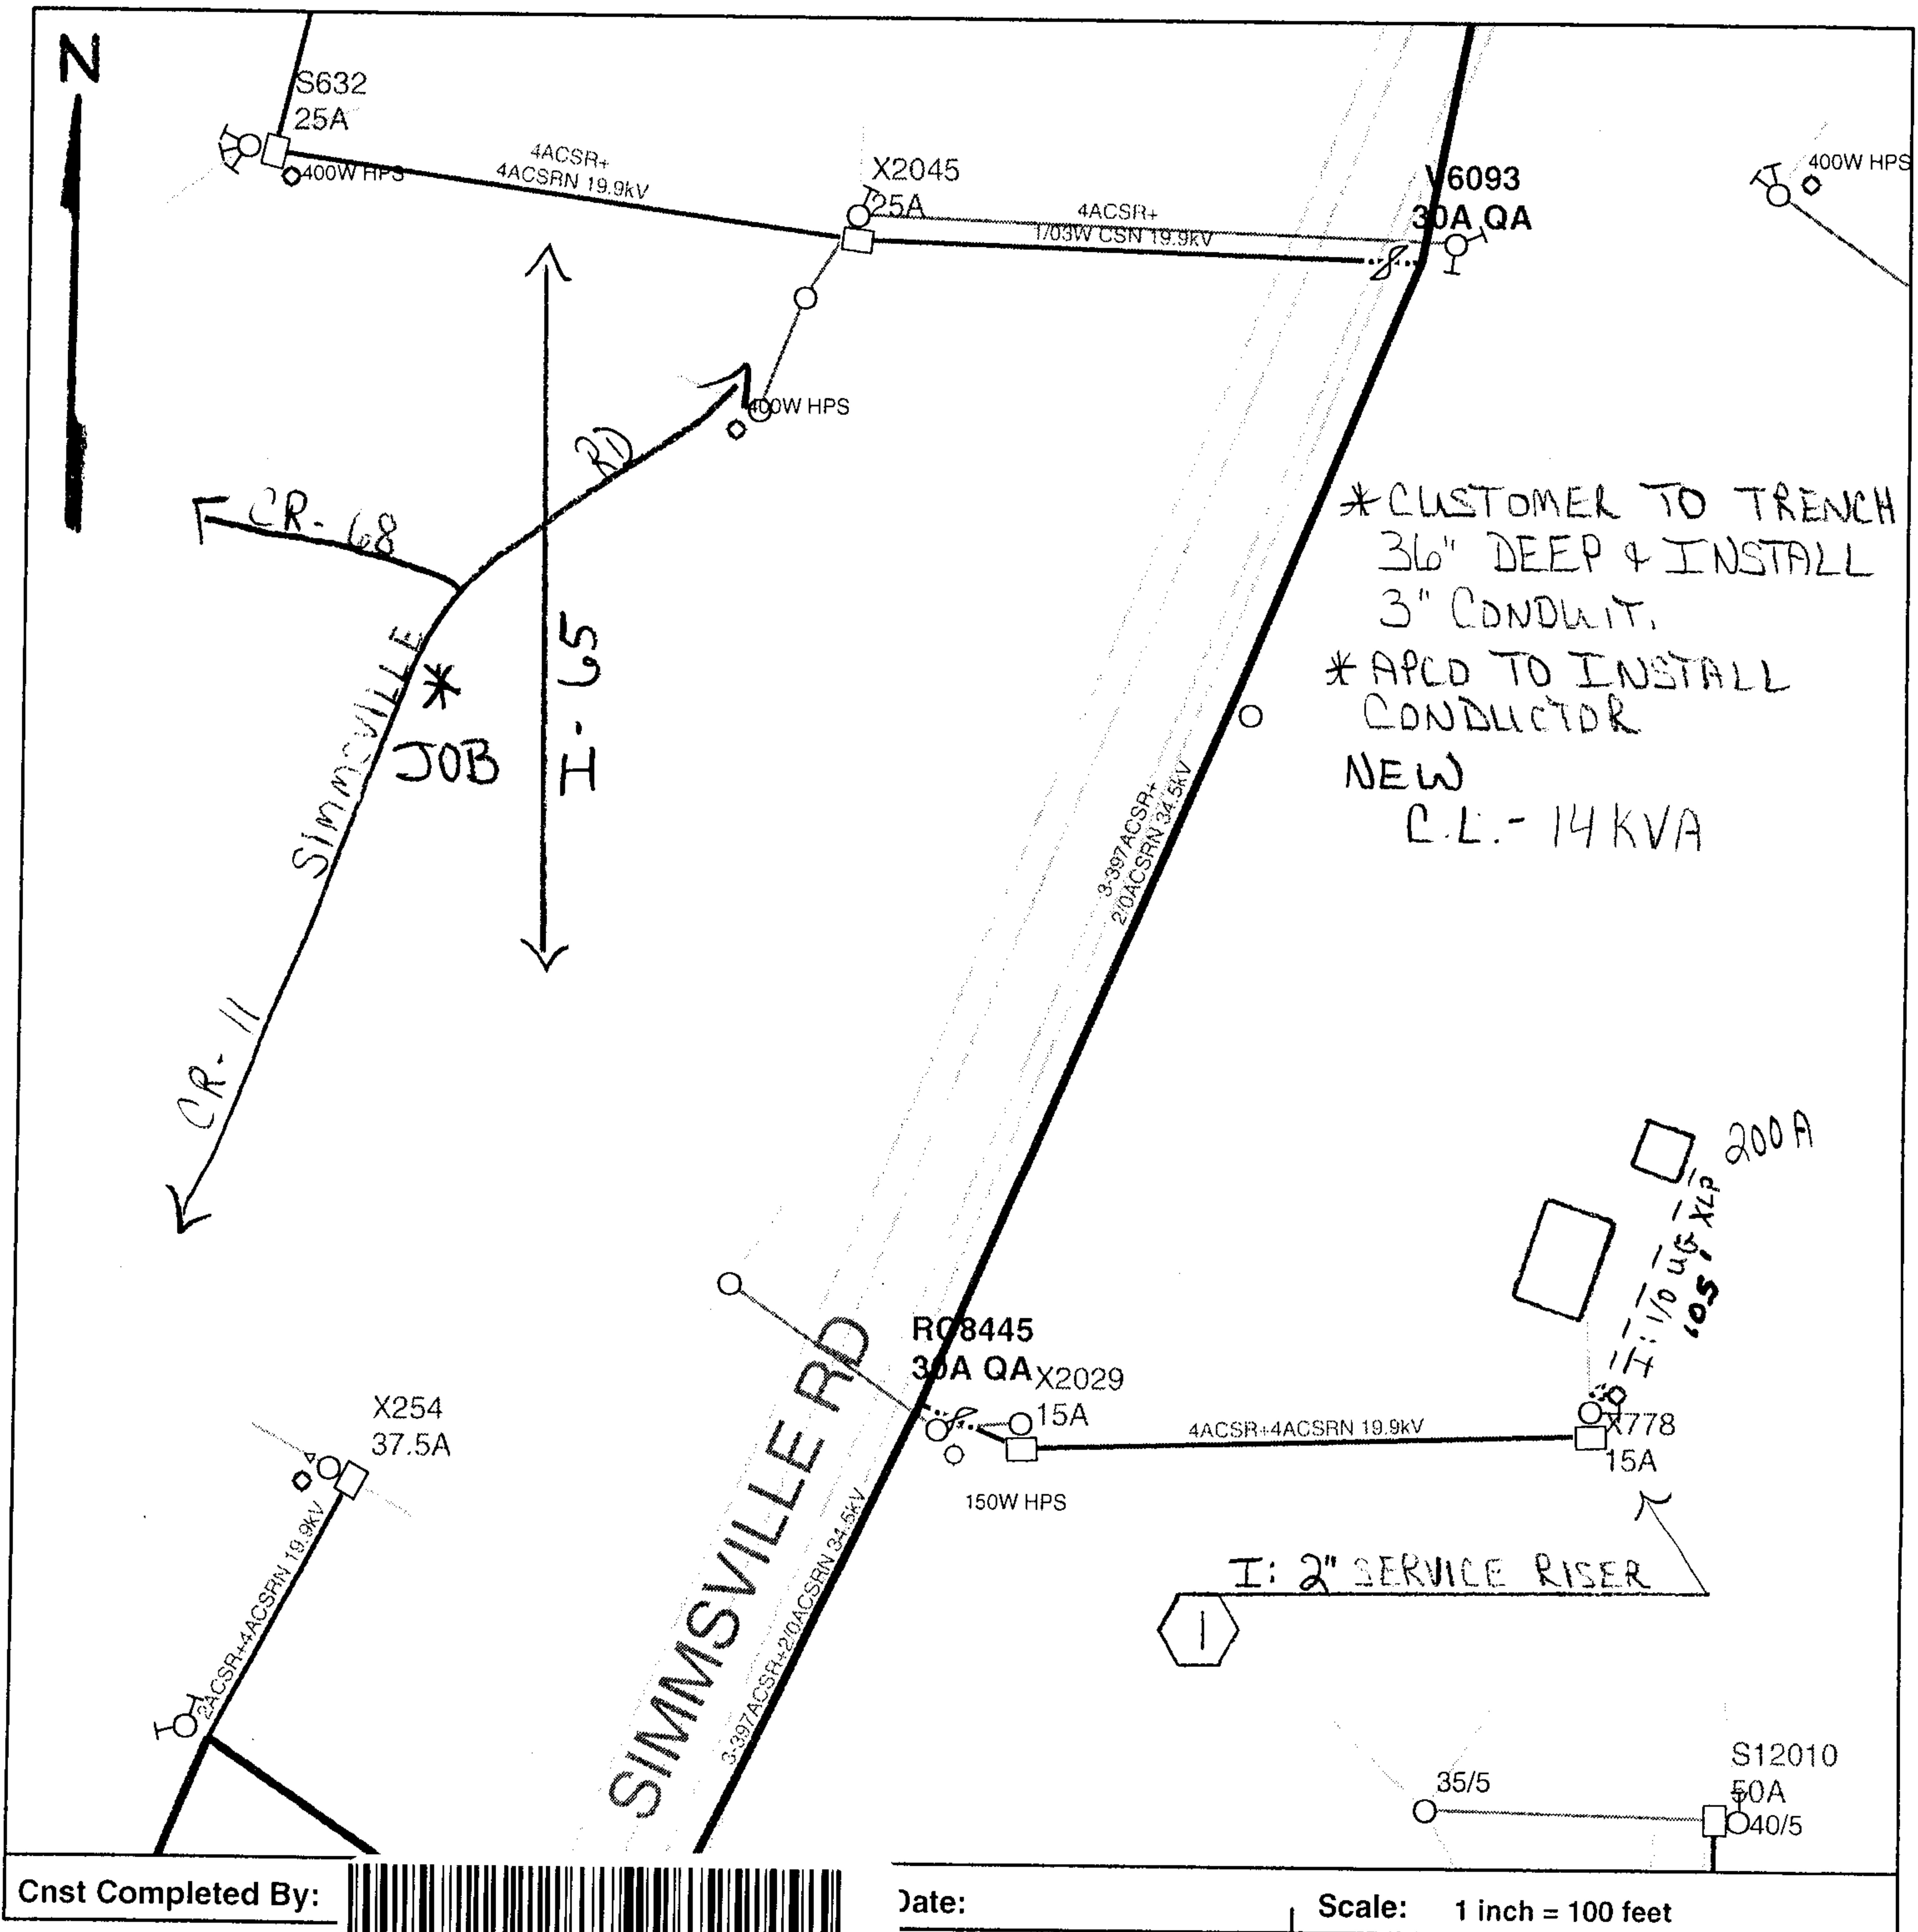 N
S632
25A
400W HPS
4ACSR+
4ACSRN 19.9kV
X2045
25A
4ACSR+
1/03W CSN 19.9kV
V6093
30A QA
400W HPS
400W HPS
RD
CR-68
SIMMSVILLE
*
JOB
I-65
CR-11
* CUSTOMER TO TRENCH
36" DEEP & INSTALL
3" CONDUIT.
* APCO TO INSTALL
CONDUCTOR
NEW
C.L.- 14 KVA
3-397ACSR+
2/0ACSRN 34.5kV
200A
I: 1/0 UG XLP
105'
RC8445
30A QA
X2029
15A
4ACSR+4ACSRN 19.9kV
X778
15A
150W HPS
X254
37.5A
2ACSR+4ACSRN 19.9kV
SIMMSVILLE RD
3-397ACSR+2/0ACSRN 34.5kV
I: 2" SERVICE RISER
1
35/5
S12010
50A
40/5
Cnst Completed By:
Date:
Scale: 1 inch = 100 feet